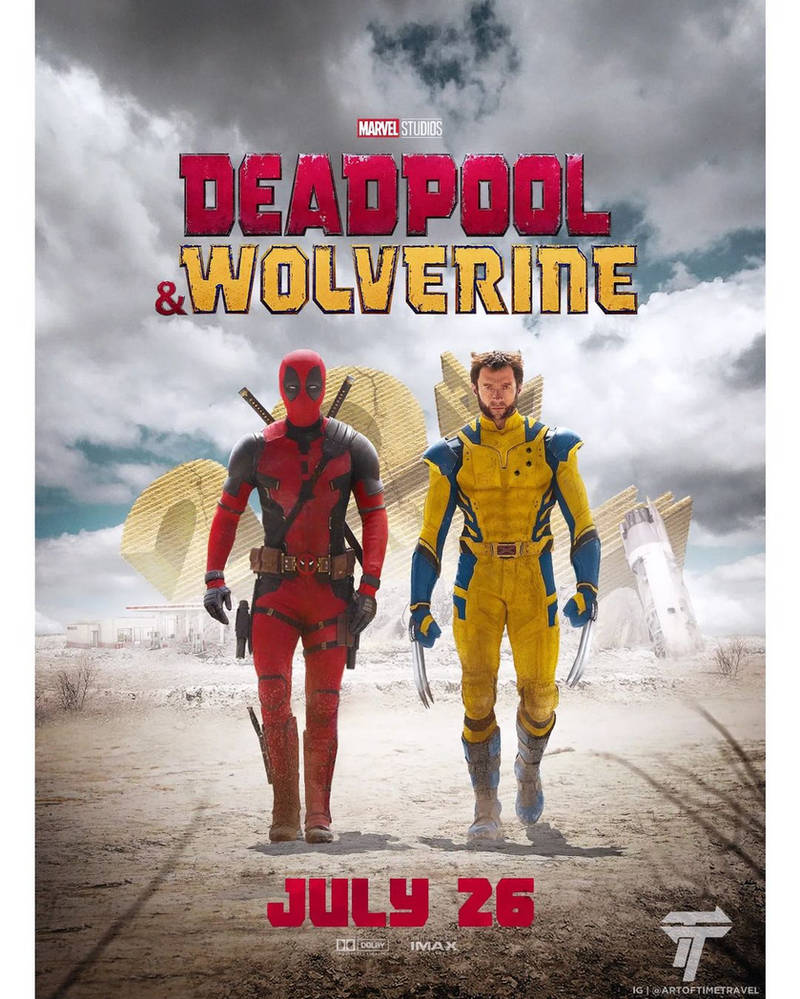 MARVEL STUDIOS
DEADPOOL
& WOLVERINE
JULY 26
DOLBY IMAX
IG | @ARTOFTIMETRAVEL